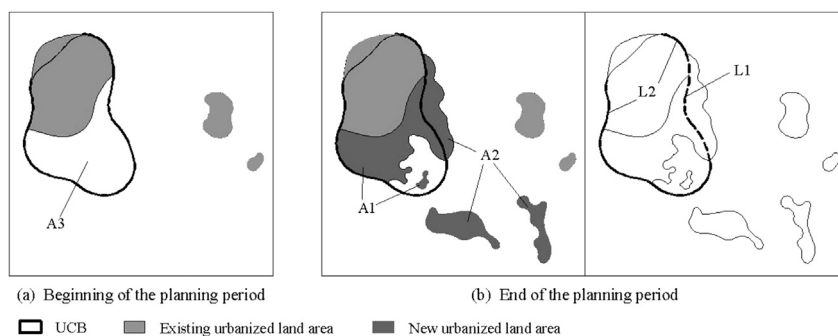 L1
L2
A2
A1
A3
(a) Beginning of the planning period
(b) End of the planning period
UCB
Existing urbanized land area
New urbanized land area